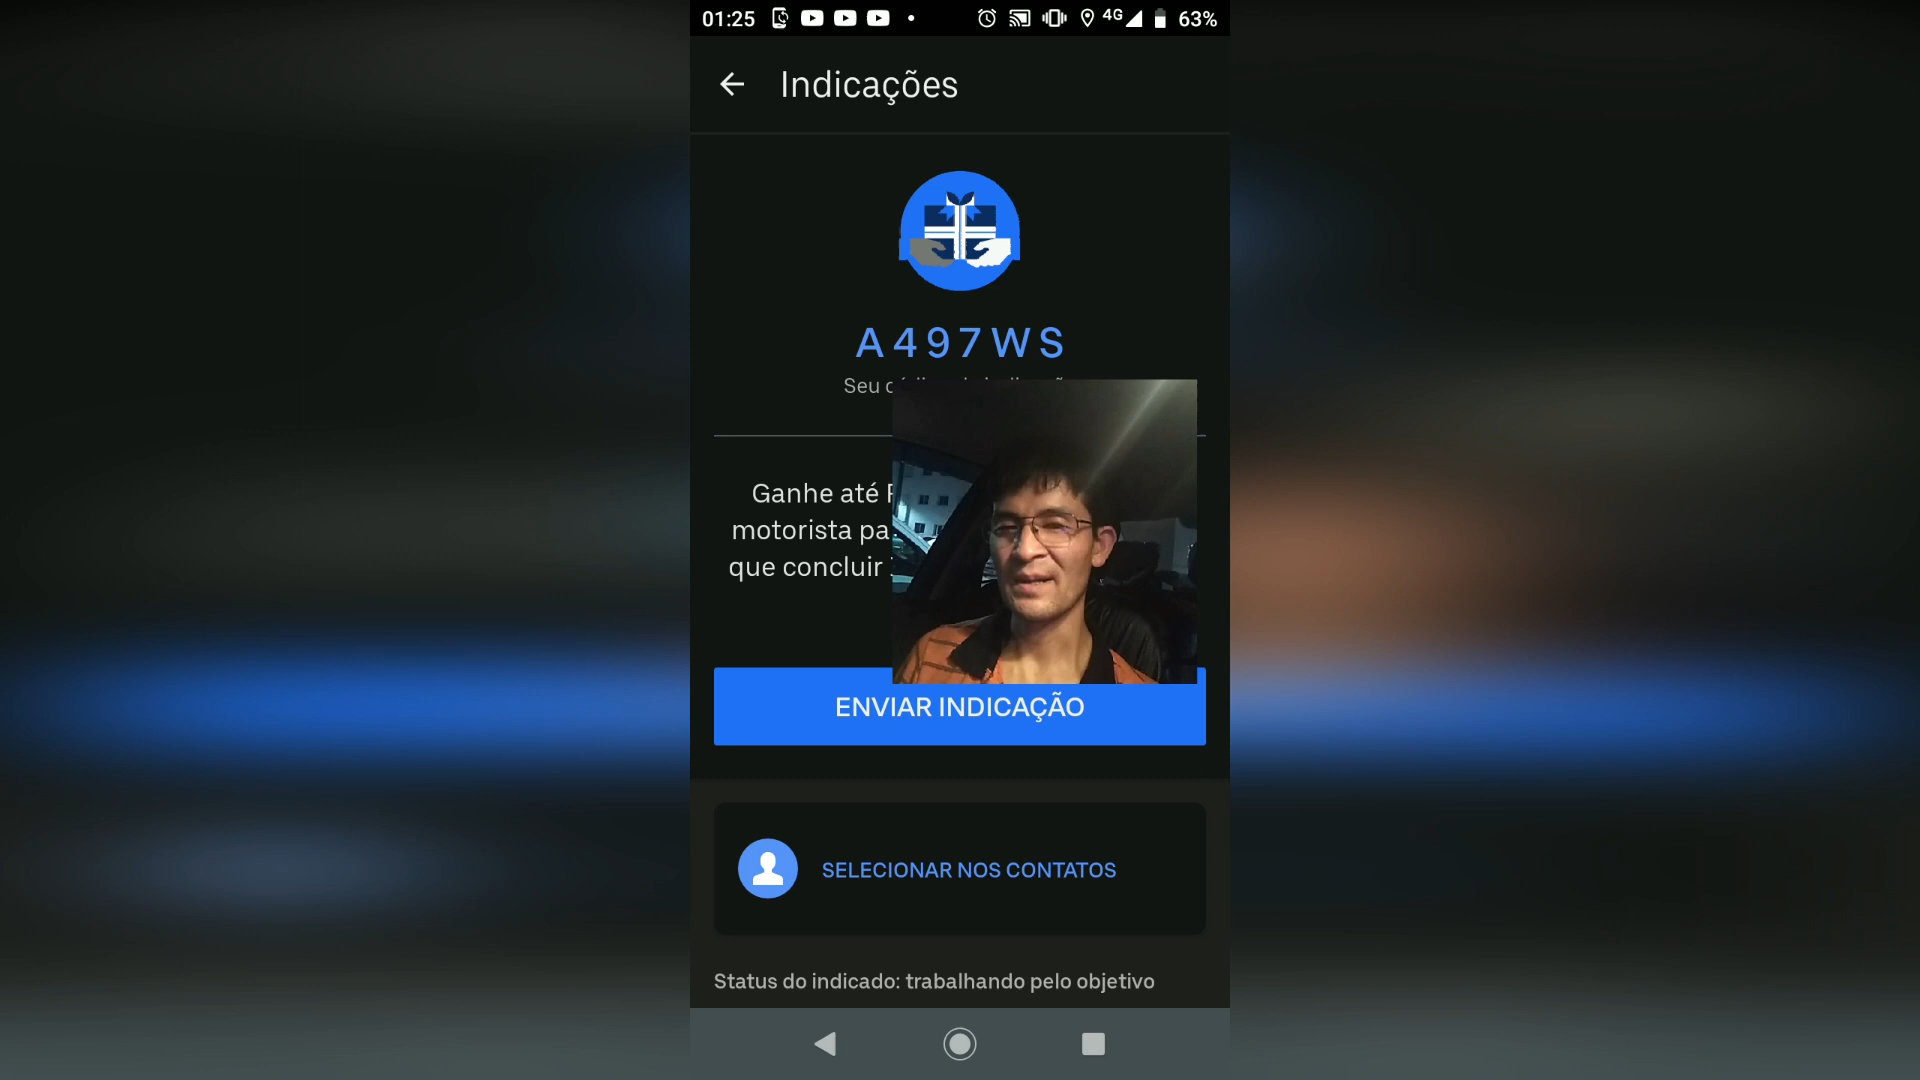 01:25 4G 63%
Indicações
A497WS
Seu
Ganhe até
motorista
que concluir
ENVIAR INDICAÇÃO
SELECIONAR NOS CONTATOS
Status do indicado: trabalhando pelo objetivo